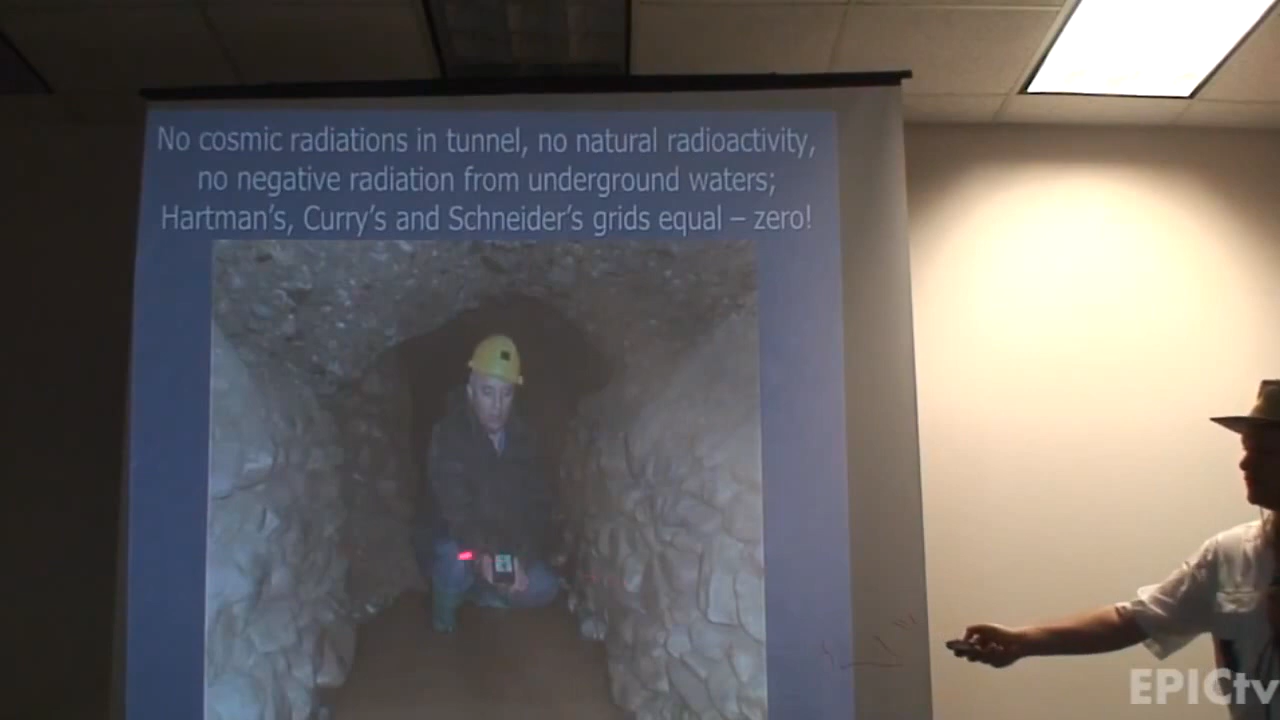 No cosmic radiations in tunnel, no natural radioactivity,
no negative radiation from underground waters;
Hartman's, Curry's and Schneider's grids equal – zero!
EPICtv